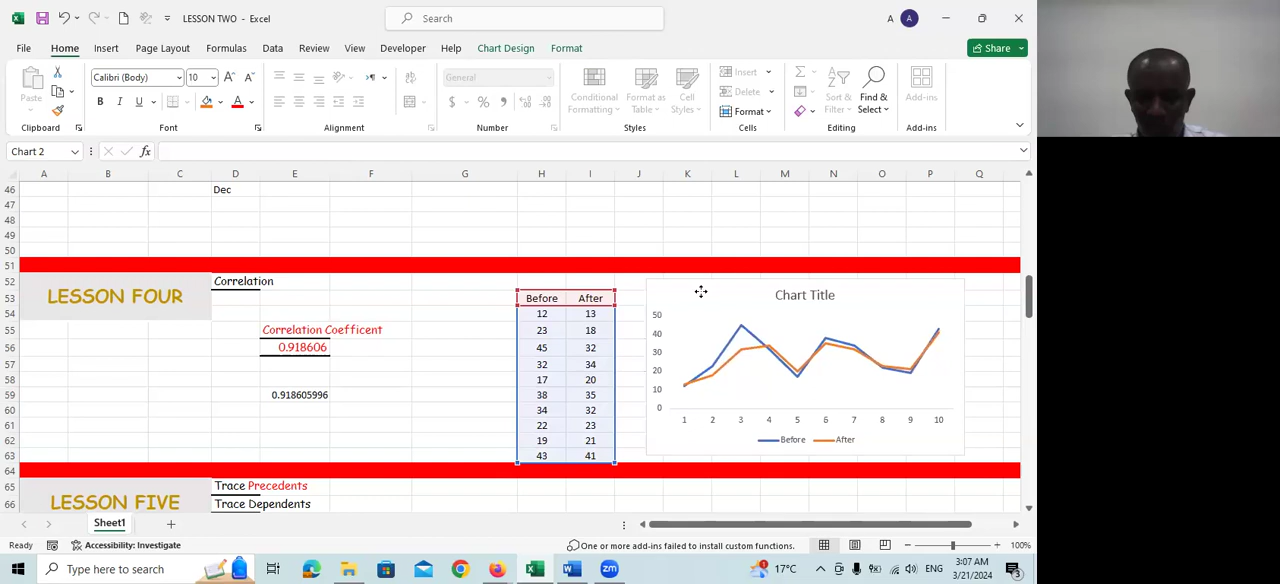 LESSON TWO - Excel
Search
A
A
File Home Insert Page Layout Formulas Data Review View Developer Help Chart Design Format
Share
Paste
Calibri (Body) 10
B I U
General
$ % 9
Conditional Formatting
Format as Table
Cell Styles
Insert
Delete
Format
Sort & Filter
Find & Select
Add-ins
Clipboard Font Alignment Number Styles Cells Editing Add-ins
Chart 2
fx
A B C D E F G H I J K L M N O P Q
46 Dec
47
48
49
50
51
52 Correlation
LESSON FOUR
53 Before After
54 12 13
55 Correlation Coefficent 23 18
56 0.918606 45 32
57 32 34
58 17 20
59 0.918605996 38 35
60 34 32
61 22 23
62 19 21
63 43 41
Chart Title
50
40
30
20
10
0
1 2 3 4 5 6 7 8 9 10
Before After
64
65 Trace Precedents
LESSON FIVE
66 Trace Dependents
Sheet1
Ready Accessibility: Investigate One or more add-ins failed to install custom functions. 100%
Type here to search
zm
17°C ENG 3:07 AM
3/21/2024
3